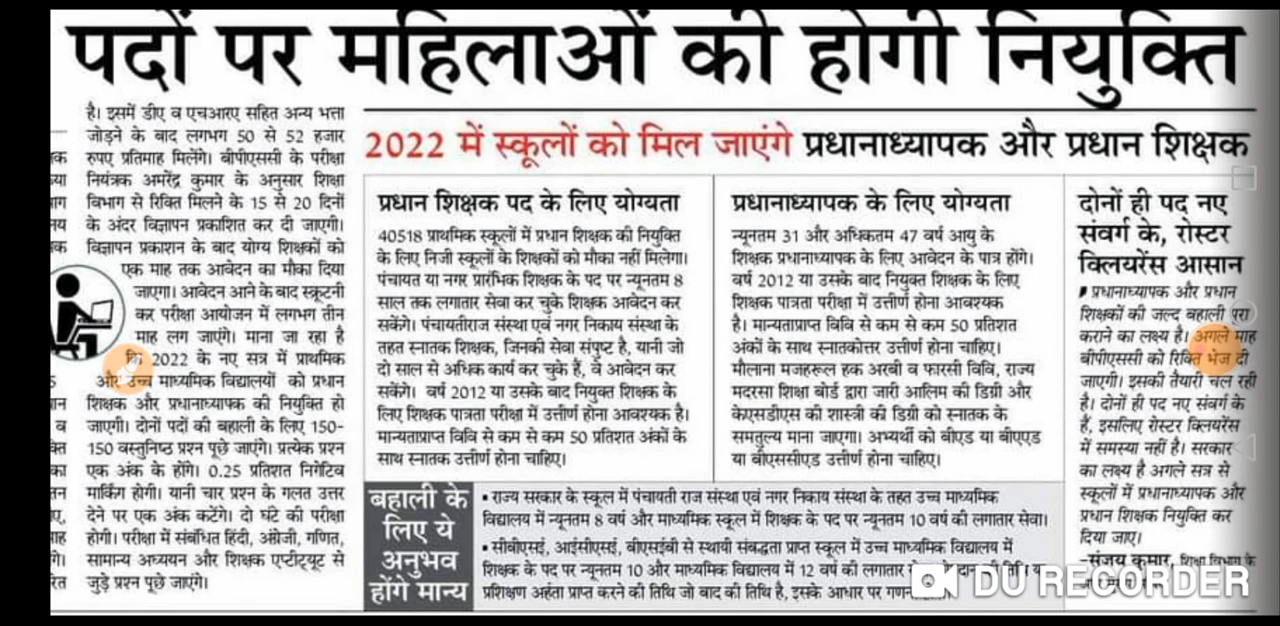 पदों पर महिलाओं की होगी नियुक्ति
है। इसमें डीए व एचआरए सहित अन्य भत्ता
जोड़ने के बाद लगभग 50 से 52 हजार
रुपए प्रतिमाह मिलेंगे। बीपीएससी के परीक्षा
नियंत्रक अमरेंद्र कुमार के अनुसार शिक्षा
विभाग से रिक्ति मिलने के 15 से 20 दिनों
के अंदर विज्ञापन प्रकाशित कर दी जाएगी।
विज्ञापन प्रकाशन के बाद योग्य शिक्षकों को
एक माह तक आवेदन का मौका दिया
जाएगा। आवेदन आने के बाद स्क्रूटनी
कर परीक्षा आयोजन में लगभग तीन
माह लग जाएंगे। माना जा रहा है
कि 2022 के नए सत्र में प्राथमिक
और उच्च माध्यमिक विद्यालयों को प्रधान
शिक्षक और प्रधानाध्यापक की नियुक्ति हो
जाएगी। दोनों पदों की बहाली के लिए 150-
150 वस्तुनिष्ठ प्रश्न पूछे जाएंगे। प्रत्येक प्रश्न
एक अंक के होंगे। 0.25 प्रतिशत निगेटिव
मार्किंग होगी। यानी चार प्रश्न के गलत उत्तर
देने पर एक अंक कटेंगे। दो घंटे की परीक्षा
होगी। परीक्षा में संबंधित हिंदी, अंग्रेजी, गणित,
सामान्य अध्ययन और शिक्षक एप्टीट्यूट से
जुड़े प्रश्न पूछे जाएंगे।
2022 में स्कूलों को मिल जाएंगे प्रधानाध्यापक और प्रधान शिक्षक
प्रधान शिक्षक पद के लिए योग्यता
40518 प्राथमिक स्कूलों में प्रधान शिक्षक की नियुक्ति
के लिए निजी स्कूलों के शिक्षकों को मौका नहीं मिलेगा।
पंचायत या नगर प्रारंभिक शिक्षक के पद पर न्यूनतम 8
साल तक लगातार सेवा कर चुके शिक्षक आवेदन कर
सकेंगे। पंचायतीराज संस्था एवं नगर निकाय संस्था के
तहत स्नातक शिक्षक, जिनकी सेवा संपुष्ट है, यानी जो
दो साल से अधिक कार्य कर चुके हैं, वे आवेदन कर
सकेंगे। वर्ष 2012 या उसके बाद नियुक्त शिक्षक के
लिए शिक्षक पात्रता परीक्षा में उत्तीर्ण होना आवश्यक है।
मान्यताप्राप्त विवि से कम से कम 50 प्रतिशत अंकों के
साथ स्नातक उत्तीर्ण होना चाहिए।
प्रधानाध्यापक के लिए योग्यता
न्यूनतम 31 और अधिकतम 47 वर्ष आयु के
शिक्षक प्रधानाध्यापक के लिए आवेदन के पात्र होंगे।
वर्ष 2012 या उसके बाद नियुक्त शिक्षक के लिए
शिक्षक पात्रता परीक्षा में उत्तीर्ण होना आवश्यक
है। मान्यताप्राप्त विवि से कम से कम 50 प्रतिशत
अंकों के साथ स्नातकोत्तर उत्तीर्ण होना चाहिए।
मौलाना मजहरूल हक अरबी व फारसी विवि, राज्य
मदरसा शिक्षा बोर्ड द्वारा जारी आलिम की डिग्री और
केएसडीएस की शास्त्री की डिग्री को स्नातक के
समतुल्य माना जाएगा। अभ्यर्थी को बीएड या बीएएड
या बीएससीएड उत्तीर्ण होना चाहिए।
दोनों ही पद नए
संवर्ग के, रोस्टर
क्लियरेंस आसान
प्रधानाध्यापक और प्रधान
शिक्षकों की जल्द बहाली पूरा
कराने का लक्ष्य है। अगले माह
बीपीएससी को रिक्ति भेज दी
जाएगी। इसकी तैयारी चल रही
है। दोनों ही पद नए संवर्ग के
हैं, इसलिए रोस्टर क्लियरेंस
में समस्या नहीं है। सरकार
का लक्ष्य है अगले सत्र से
स्कूलों में प्रधानाध्यापक और
प्रधान शिक्षक नियुक्ति कर
दिया जाए।
-संजय कुमार, शिक्षा विभाग के
बहाली के
लिए ये
अनुभव
होंगे मान्य
• राज्य सरकार के स्कूल में पंचायती राज संस्था एवं नगर निकाय संस्था के तहत उच्च माध्यमिक
विद्यालय में न्यूनतम 8 वर्ष और माध्यमिक स्कूल में शिक्षक के पद पर न्यूनतम 10 वर्ष की लगातार सेवा।
• सीबीएसई, आईसीएसई, बीएसईबी से स्थायी संबद्धता प्राप्त स्कूल में उच्च माध्यमिक विद्यालय में
शिक्षक के पद पर न्यूनतम 10 और माध्यमिक विद्यालय में 12 वर्ष की लगातार
प्रशिक्षण अर्हता प्राप्त करने की तिथि जो बाद की तिथि है, इसके आधार पर
DU RECORDER